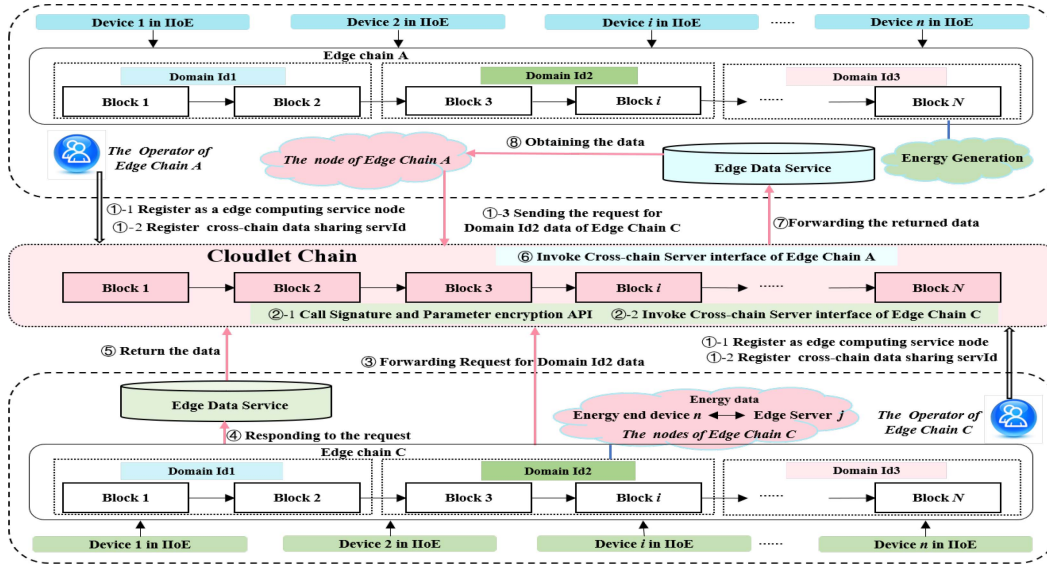 Device 1 in IIoE
Device 2 in IIoE
Device i in IIoE
......
Device n in IIoE
Edge chain A
Domain Id1
Domain Id2
Domain Id3
Block 1
Block 2
Block 3
Block i
......
Block N
The Operator of
Edge Chain A
The node of Edge Chain A
⑧ Obtaining the data
Edge Data Service
Energy Generation
①-1 Register as a edge computing service node
①-2 Register cross-chain data sharing servId
①-3 Sending the request for
Domain Id2 data of Edge Chain C
⑦Forwarding the returned data
Cloudlet Chain
⑥ Invoke Cross-chain Server interface of Edge Chain A
Block 1
Block 2
Block 3
Block i
......
Block N
②-1 Call Signature and Parameter encryption API
②-2 Invoke Cross-chain Server interface of Edge Chain C
⑤ Return the data
③ Forwarding Request for Domain Id2 data
①-1 Register as edge computing service node
①-2 Register cross-chain data sharing servId
Edge Data Service
Energy data
Energy end device n
Edge Server j
The nodes of Edge Chain C
The Operator of
Edge Chain C
④ Responding to the request
Edge chain C
Domain Id1
Domain Id2
Domain Id3
Block 1
Block 2
Block 3
Block i
......
Block N
Device 1 in IIoE
Device 2 in IIoE
Device i in IIoE
......
Device n in IIoE